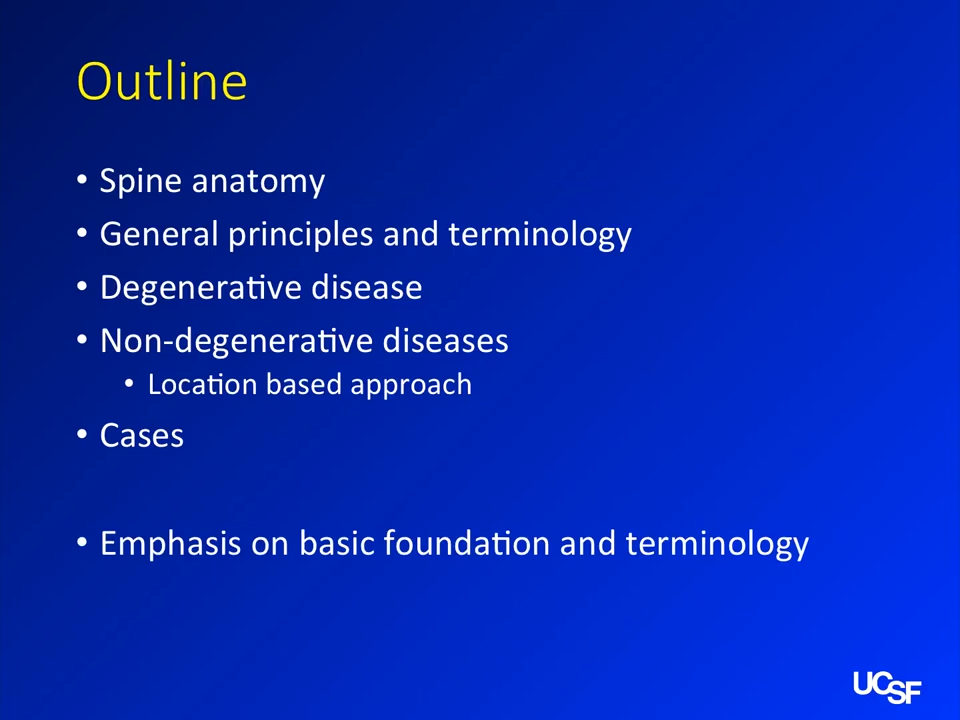 Outline
• Spine anatomy
• General principles and terminology
• Degenerative disease
• Non-degenerative diseases
• Location based approach
• Cases
• Emphasis on basic foundation and terminology
UCSF